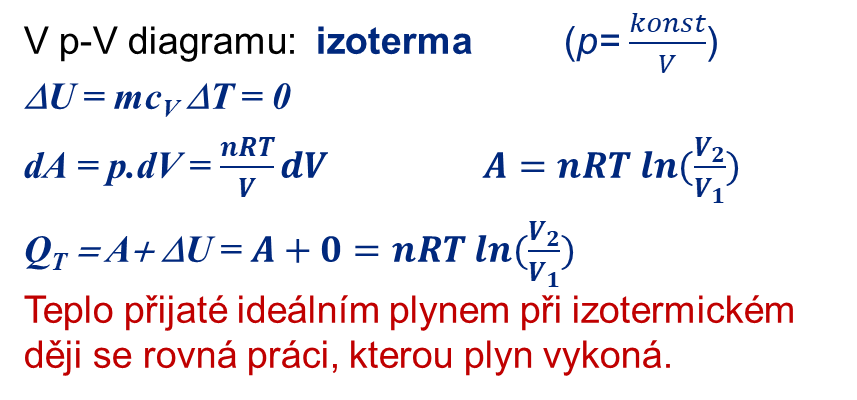 V p-V diagramu: izoterma (p= konst/V)
ΔU = mc_V ΔT = 0
dA = p.dV = nRT/V dV A = nRT ln(V₂/V₁)
Q_T = A + ΔU = A + 0 = nRT ln(V₂/V₁)
Teplo přijaté ideálním plynem při izotermickém
ději se rovná práci, kterou plyn vykoná.